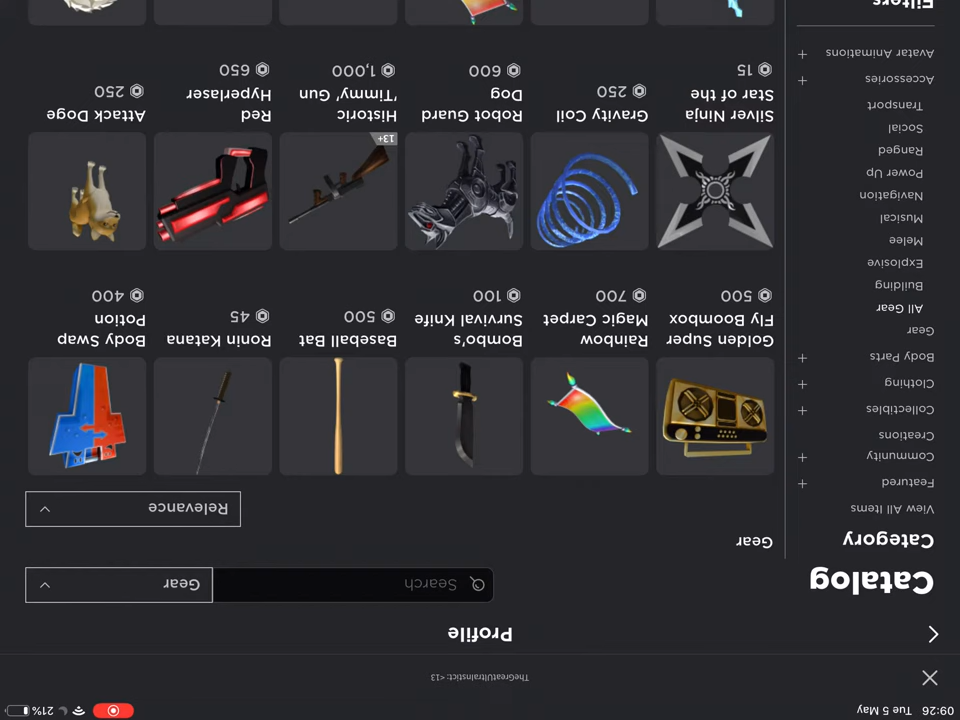 09:26 Tue 5 May
21%
TheGreatUltraInstict: <13
Profile
Catalog
Search
Gear
Category
View All Items
Featured +
Community +
Creations
Collectibles +
Clothing +
Body Parts +
Gear
All Gear
Building
Explosive
Melee
Musical
Navigation
Power Up
Ranged
Social
Transport
Accessories +
Avatar Animations +
Filters
Gear
Relevance
Golden Super
Fly Boombox
500
Rainbow
Magic Carpet
700
Bombo's
Survival Knife
100
Baseball Bat
500
Ronin Katana
45
Body Swap
Potion
400
Silver Ninja
Star of the
15
Gravity Coil
250
Robot Guard
Dog
600
13+
Historic
'Timmy' Gun
1,000
Red
Hyperlaser
650
Attack Doge
250